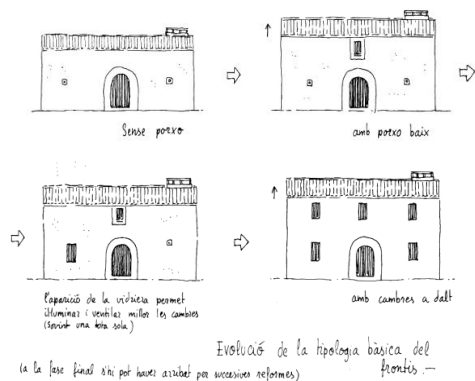 Sense porxo
amb porxo baix
l'aparició de la vidriera permet
il·luminar i ventilar millor les cambres
(sovint una tota sola)
amb cambres a dalt
Evolució de la tipologia bàsica del
frontis.—
(a la fase final s'hi pot haver arribat per successives reformes)